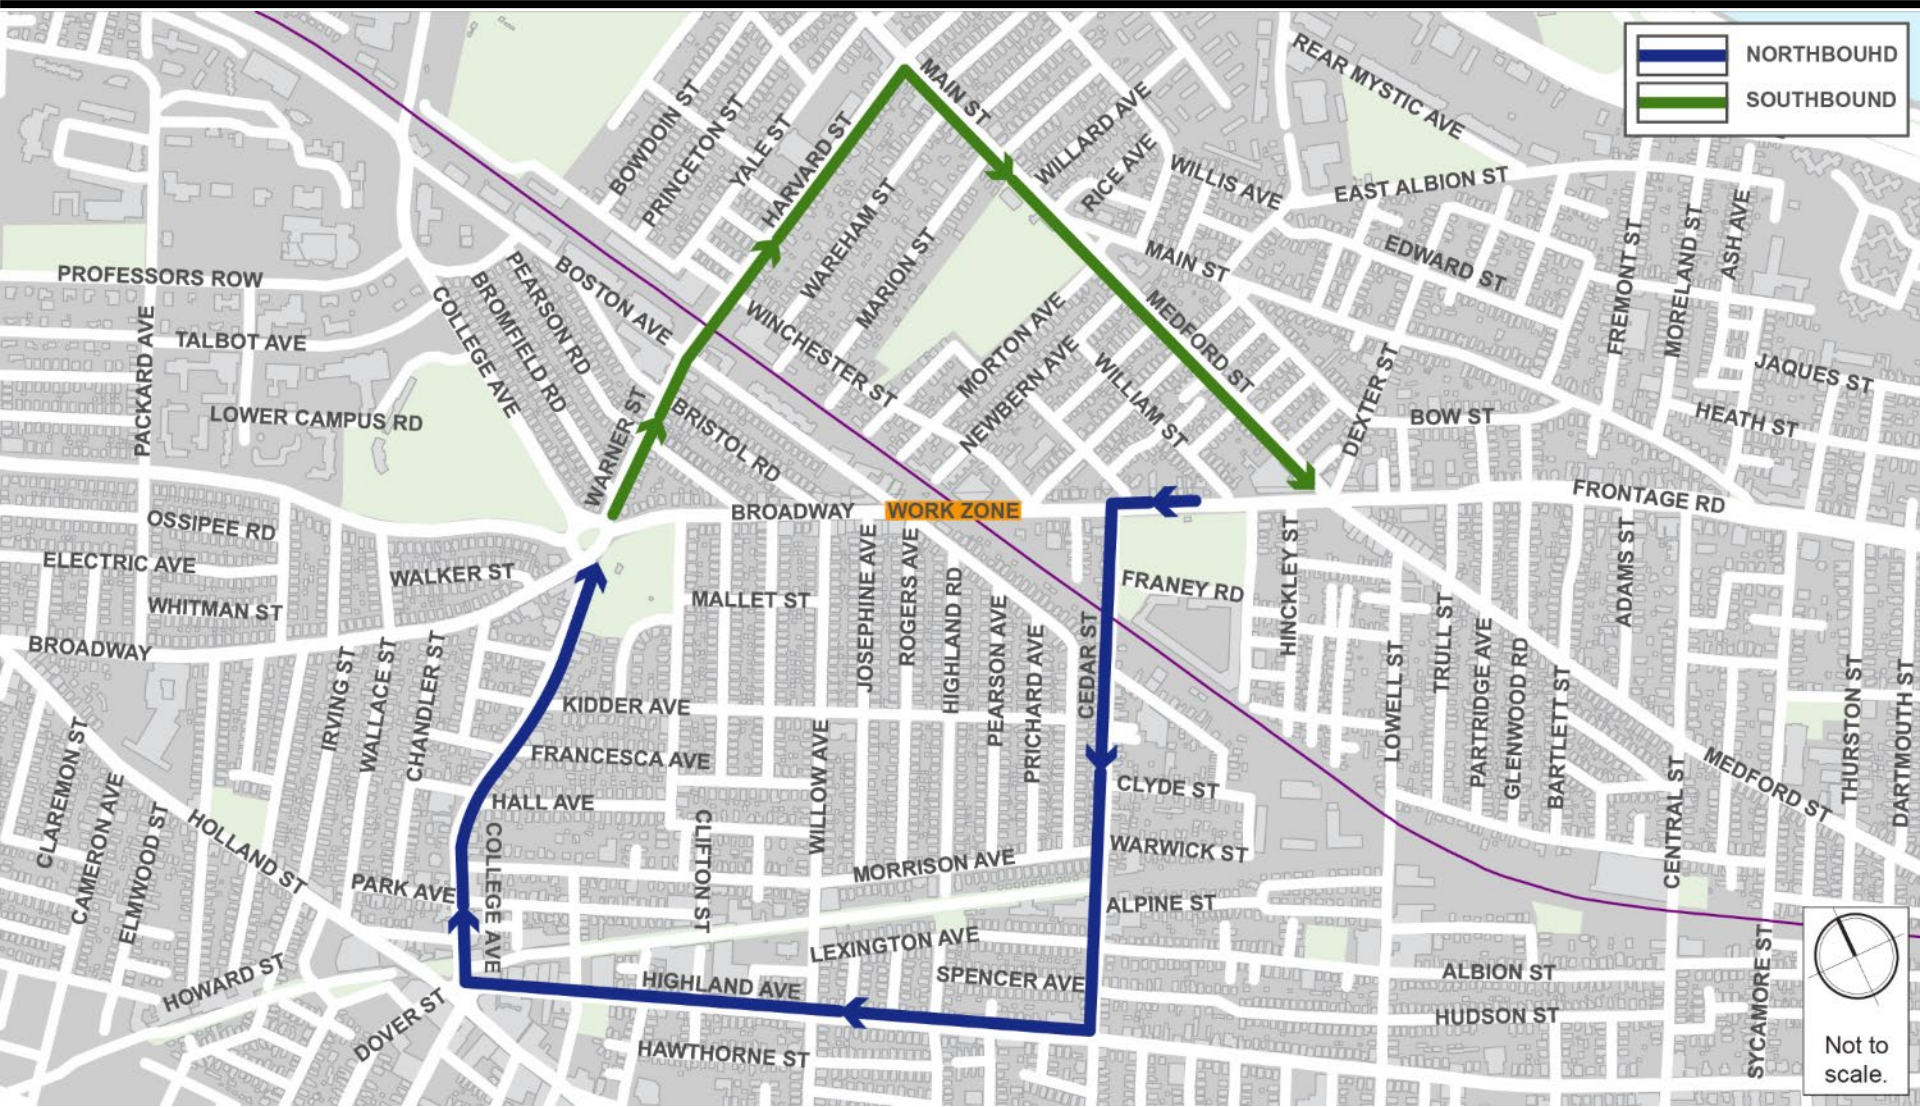 NORTHBOUHD
SOUTHBOUND
REAR MYSTIC AVE
MAIN ST
BOWDOIN ST
PRINCETON ST
YALE ST
HARVARD ST
WILLARD AVE
RICE AVE
WILLIS AVE
EAST ALBION ST
WAREHAM ST
MARION ST
MAIN ST
EDWARD ST
FREMONT ST
MORELAND ST
ASH AVE
PROFESSORS ROW
PACKARD AVE
TALBOT AVE
LOWER CAMPUS RD
COLLEGE AVE
BROMFIELD RD
PEARSON RD
BOSTON AVE
WINCHESTER ST
MORTON AVE
NEWBERN AVE
WILLIAM ST
MEDFORD ST
DEXTER ST
BOW ST
JAQUES ST
HEATH ST
WARNER ST
BRISTOL RD
BROADWAY
WORK ZONE
FRONTAGE RD
OSSIPEE RD
ELECTRIC AVE
WHITMAN ST
WALKER ST
BROADWAY
MALLET ST
JOSEPHINE AVE
ROGERS AVE
HIGHLAND RD
PEARSON AVE
PRICHARD AVE
CEDAR ST
FRANEY RD
HINCKLEY ST
LOWELL ST
TRULL ST
PARTRIDGE AVE
GLENWOOD RD
BARTLETT ST
ADAMS ST
CENTRAL ST
MEDFORD ST
THURSTON ST
DARTMOUTH ST
IRVING ST
WALLACE ST
CHANDLER ST
KIDDER AVE
FRANCESCA AVE
HALL AVE
WILLOW AVE
CLIFTON ST
CLYDE ST
WARWICK ST
CLAREMONT ST
CAMERON AVE
ELMWOOD ST
HOLLAND ST
PARK AVE
COLLEGE AVE
MORRISON AVE
ALPINE ST
LEXINGTON AVE
SPENCER AVE
HIGHLAND AVE
ALBION ST
HUDSON ST
SYCAMORE ST
HOWARD ST
DOVER ST
HAWTHORNE ST
Not to
scale.